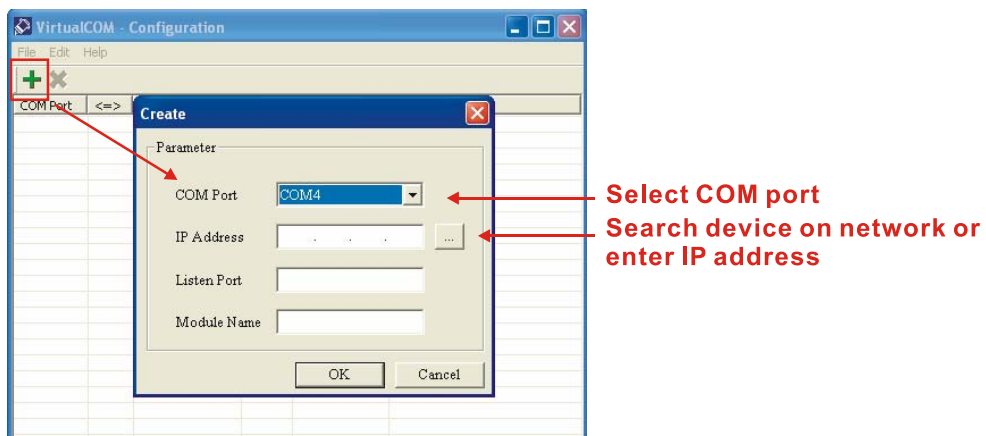 VirtualCOM - Configuration
File Edit Help
COM Port <=>
Create
Parameter
COM Port COM4
IP Address . . . ...
Listen Port
Module Name
OK Cancel
Select COM port
Search device on network or
enter IP address